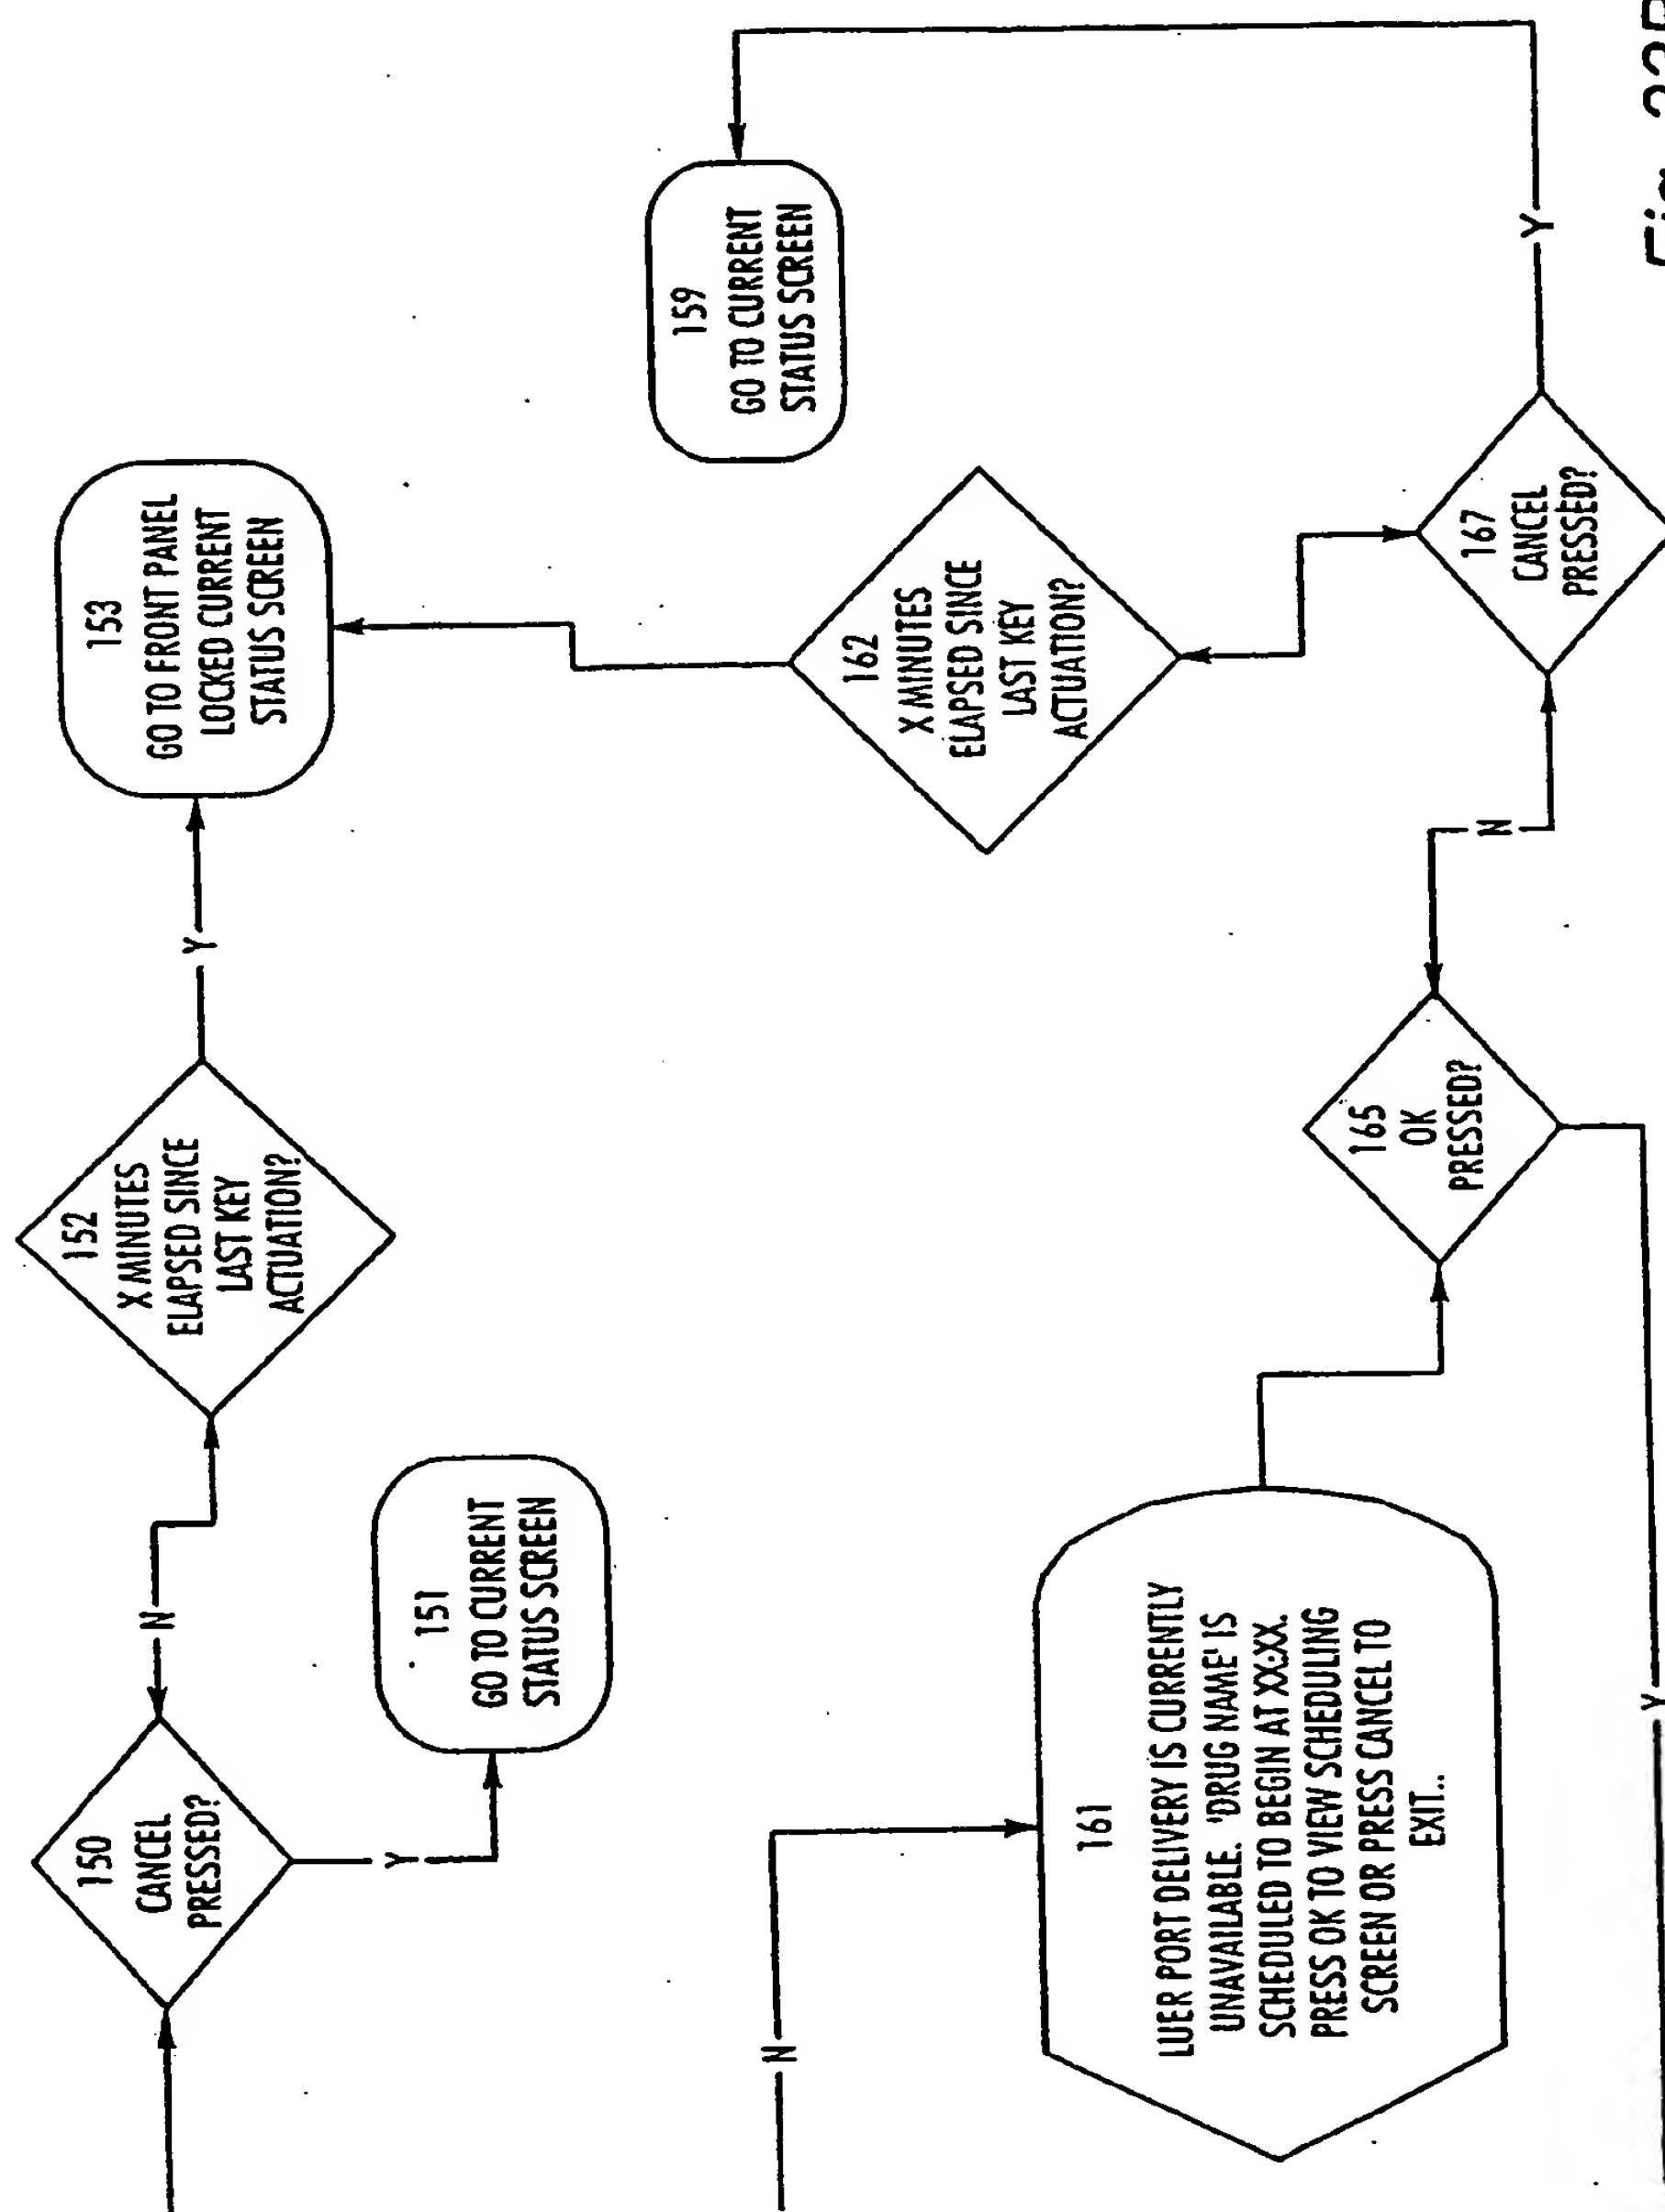 150
CANCEL
PRESSED?
N
Y
151
GO TO CURRENT
STATUS SCREEN
152
X MINUTES
ELAPSED SINCE
LAST KEY
ACTUATION?
Y
153
GO TO FRONT PANEL
LOCKED CURRENT
STATUS SCREEN
N
161
LUER PORT DELIVERY IS CURRENTLY
UNAVAILABLE. 'DRUG NAME' IS
SCHEDULED TO BEGIN AT XX:XX.
PRESS OK TO VIEW SCHEDULING
SCREEN OR PRESS CANCEL TO
EXIT..
165
OK
PRESSED?
Y
N
162
X MINUTES
ELAPSED SINCE
LAST KEY
ACTUATION?
167
CANCEL
PRESSED?
Y
159
GO TO CURRENT
STATUS SCREEN
Fig.